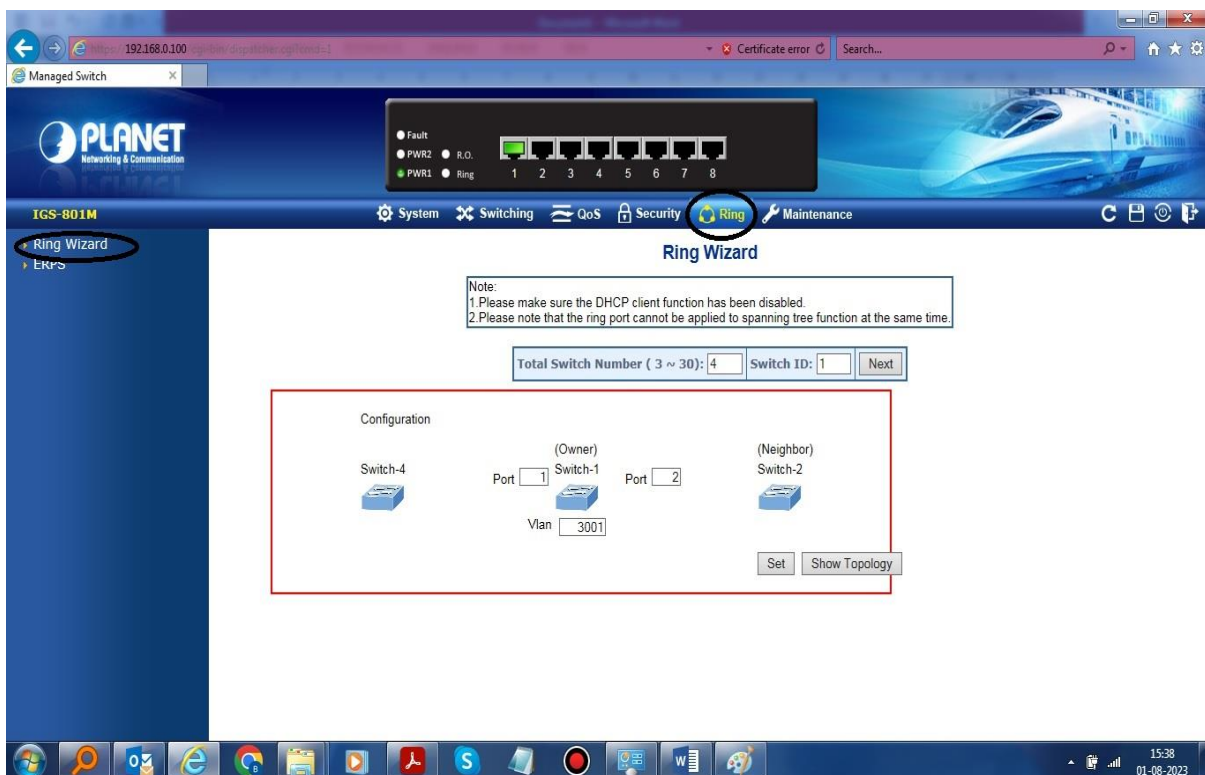 192.168.0.100
Certificate error
Search...
Managed Switch
PLANET
Networking & Communication
Fault
PWR2 R.O.
PWR1 Ring
1 2 3 4 5 6 7 8
IGS-801M
System Switching QoS Security Ring Maintenance
Ring Wizard
ERPS
Ring Wizard
Note:
1.Please make sure the DHCP client function has been disabled.
2.Please note that the ring port cannot be applied to spanning tree function at the same time.
Total Switch Number ( 3 ~ 30): 4 Switch ID: 1 Next
Configuration
(Owner) (Neighbor)
Switch-4 Port 1 Switch-1 Port 2 Switch-2
Vlan 3001
Set Show Topology
15:38
01-08-2023